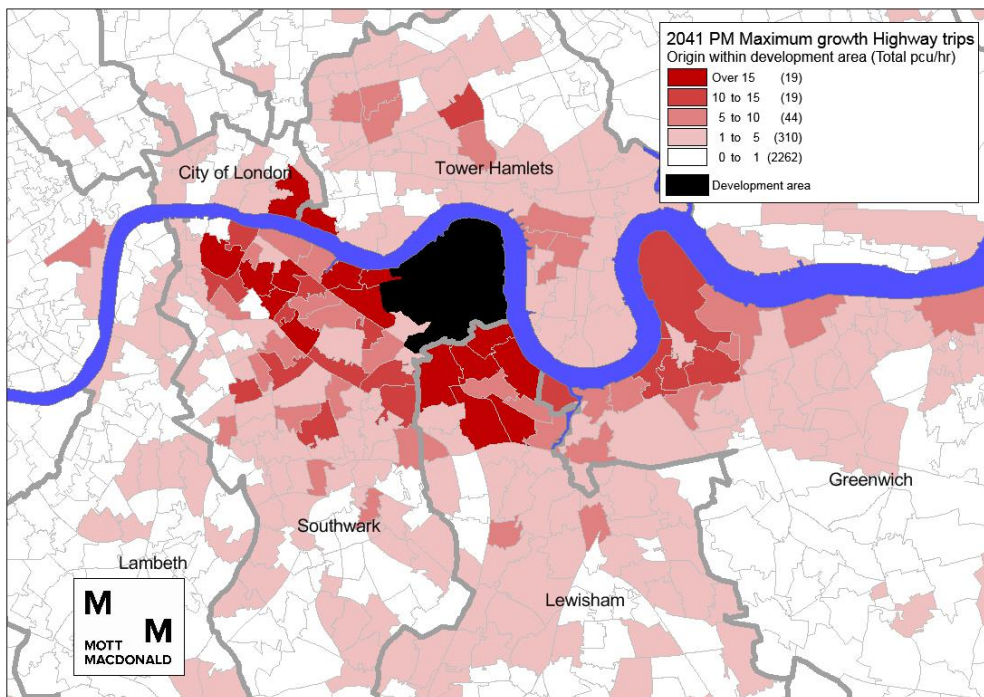 2041 PM Maximum growth Highway trips
Origin within development area (Total pcu/hr)
Over 15 (19)
10 to 15 (19)
5 to 10 (44)
1 to 5 (310)
0 to 1 (2262)
Development area
City of London
Tower Hamlets
Greenwich
Southwark
Lambeth
Lewisham
M
M
MOTT
MACDONALD